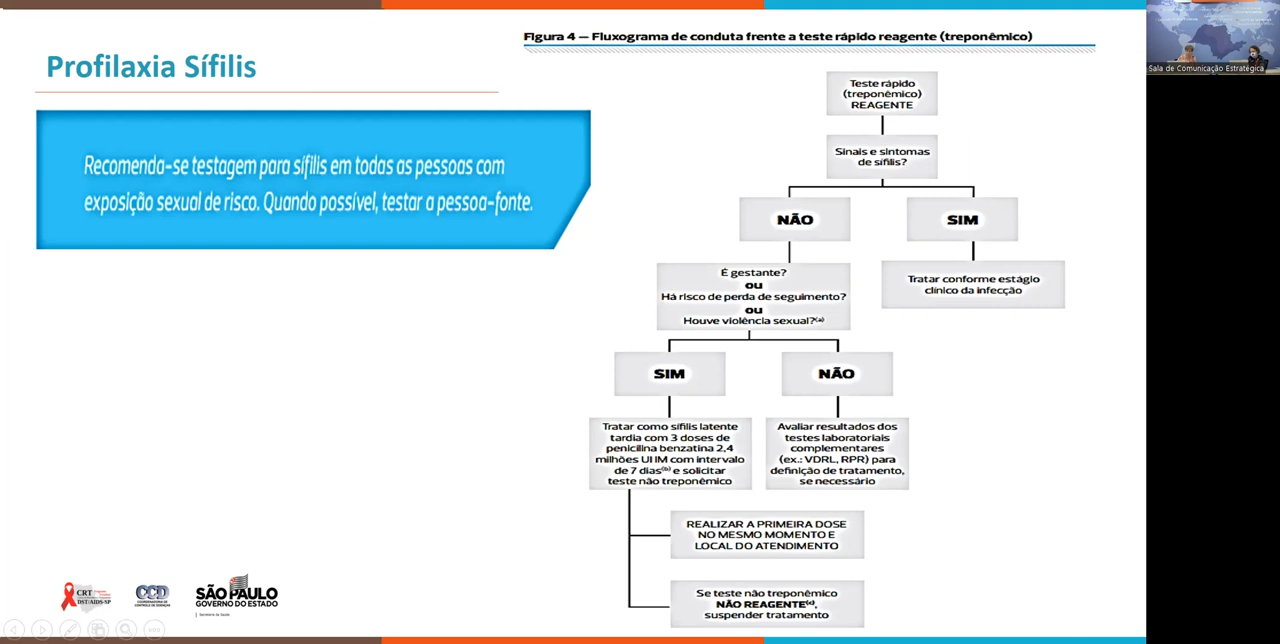 Profilaxia Sífilis
Recomenda-se testagem para sífilis em todas as pessoas com
exposição sexual de risco. Quando possível, testar a pessoa-fonte.
Figura 4 — Fluxograma de conduta frente a teste rápido reagente (treponêmico)
Teste rápido
(treponêmico)
REAGENTE
Sinais e sintomas
de sífilis?
NÃO
SIM
É gestante?
ou
Há risco de perda de seguimento?
ou
Houve violência sexual?(a)
Tratar conforme estágio
clínico da infecção
SIM
NÃO
Tratar como sífilis latente
tardia com 3 doses de
penicilina benzatina 2,4
milhões UI IM com intervalo
de 7 dias(b) e solicitar
teste não treponêmico
Avaliar resultados dos
testes laboratoriais
complementares
(ex.: VDRL, RPR) para
definição de tratamento,
se necessário
REALIZAR A PRIMEIRA DOSE
NO MESMO MOMENTO E
LOCAL DO ATENDIMENTO
Se teste não treponêmico
NÃO REAGENTE(c),
suspender tratamento
CRT
DST/AIDS-SP
CCD
COORDENADORIA DE
CONTROLE DE DOENÇAS
SÃO PAULO
GOVERNO DO ESTADO
Secretaria da Saúde
Sala de Comunicação Estratégica